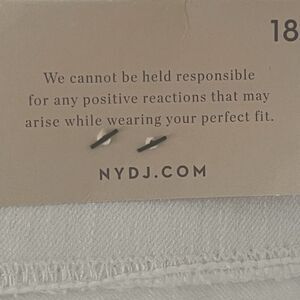 18
We cannot be held responsible
for any positive reactions that may
arise while wearing your perfect fit.
NYDJ.COM